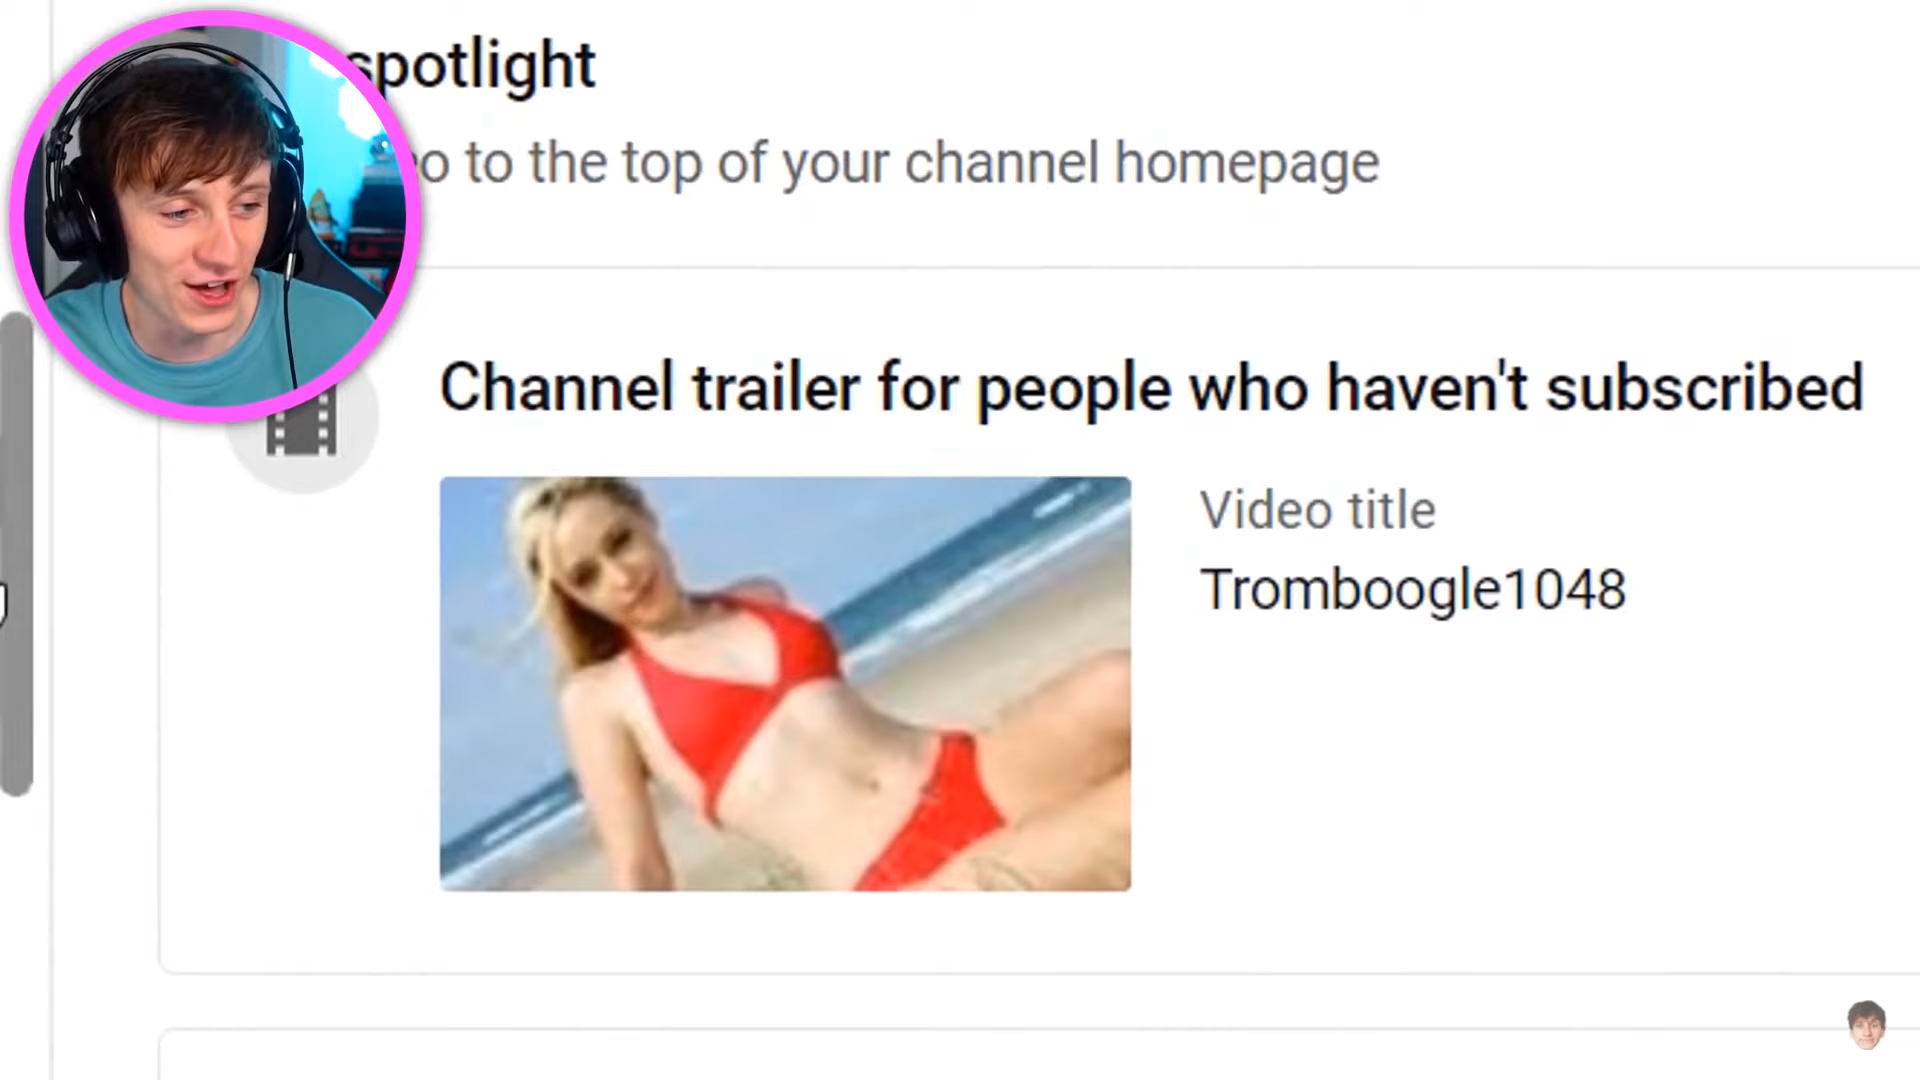 spotlight
o to the top of your channel homepage
Channel trailer for people who haven't subscribed
Video title
Tromboogle1048